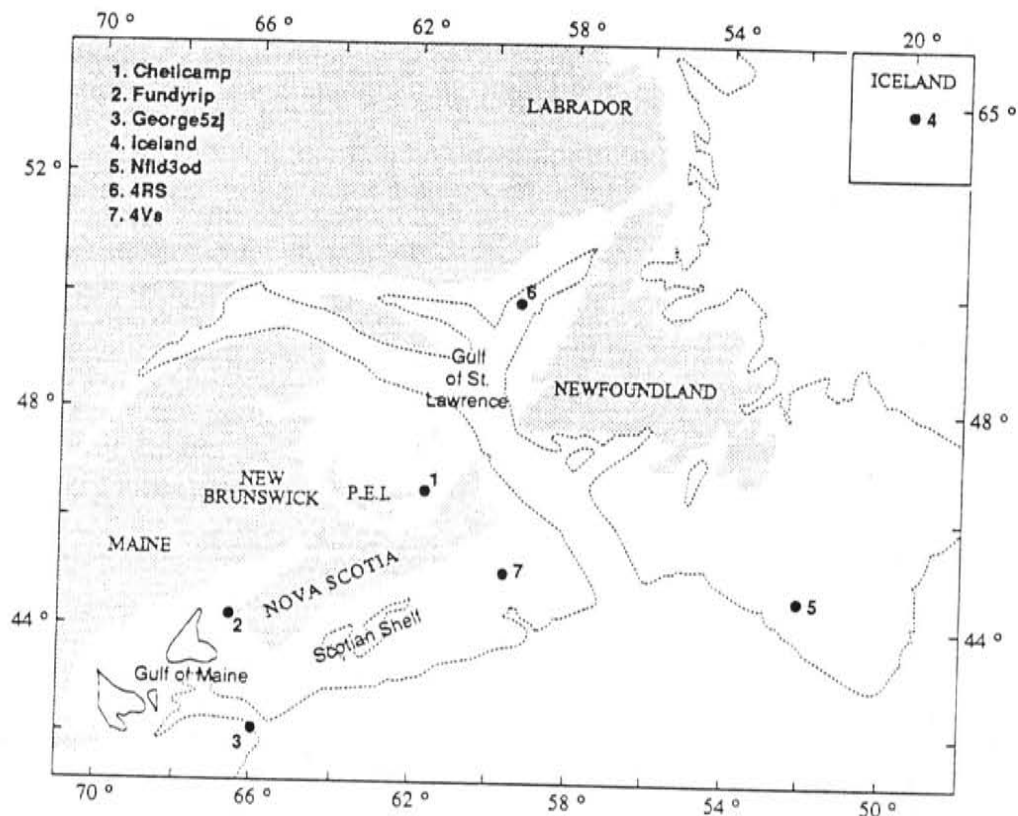 70 º
66 º
62 º
58 º
54 º
20 º
1. Cheticamp
2. Fundyrip
3. George5zj
4. Iceland
5. Nfld3od
6. 4RS
7. 4Vs
LABRADOR
ICELAND
4
65 º
52 º
6
Gulf
of St.
Lawrence
NEWFOUNDLAND
48 º
48 º
NEW
BRUNSWICK
P.E.I.
1
MAINE
NOVA SCOTIA
7
5
44 º
2
Scotian Shelf
44 º
Gulf of Maine
3
70 º
66 º
62 º
58 º
54 º
50 º